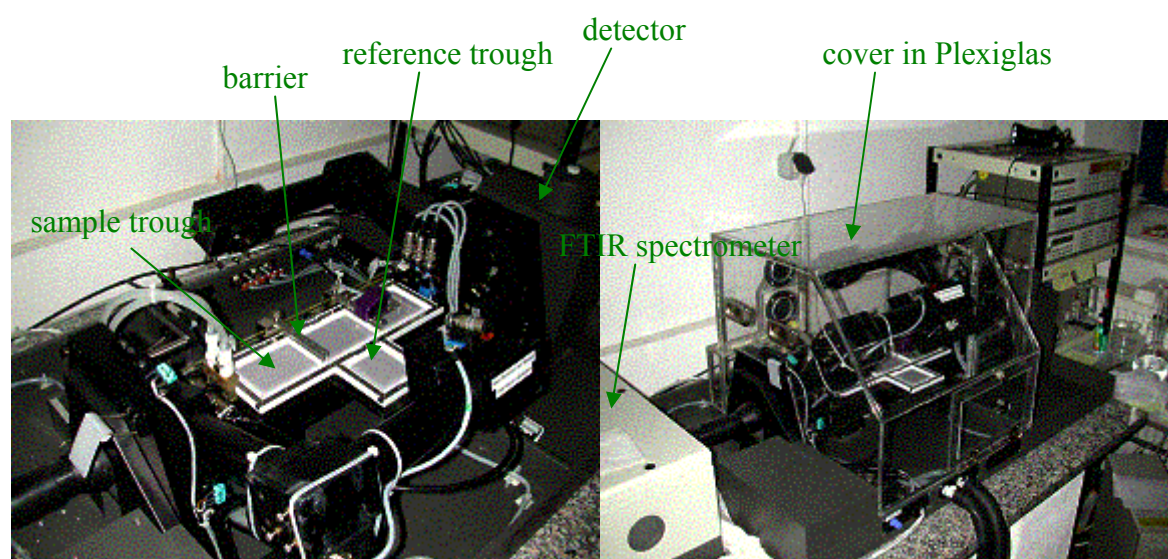 detector
reference trough
cover in Plexiglas
barrier
sample trough
FTIR spectrometer